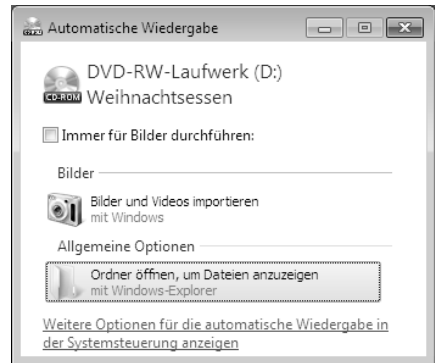 Automatische Wiedergabe
DVD-RW-Laufwerk (D:)
CD-ROM
Weihnachtsessen
Immer für Bilder durchführen:
Bilder
Bilder und Videos importieren
mit Windows
Allgemeine Optionen
Ordner öffnen, um Dateien anzuzeigen
mit Windows-Explorer
Weitere Optionen für die automatische Wiedergabe in
der Systemsteuerung anzeigen